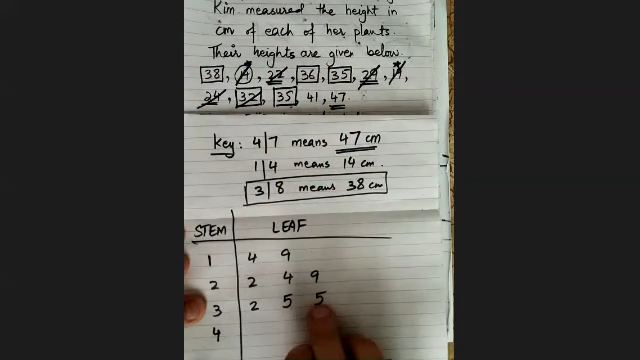 Kim measured the height in
cm of each of her plants.
Their heights are given below.
38, 14, 22, 36, 35, 29, 19,
24, 32, 35, 41, 47.
Key: 4|7 means 47 cm
1|4 means 14 cm.
3|8 means 38 cm
STEM LEAF
1 4 9
2 2 4 9
3 2 5 5
4